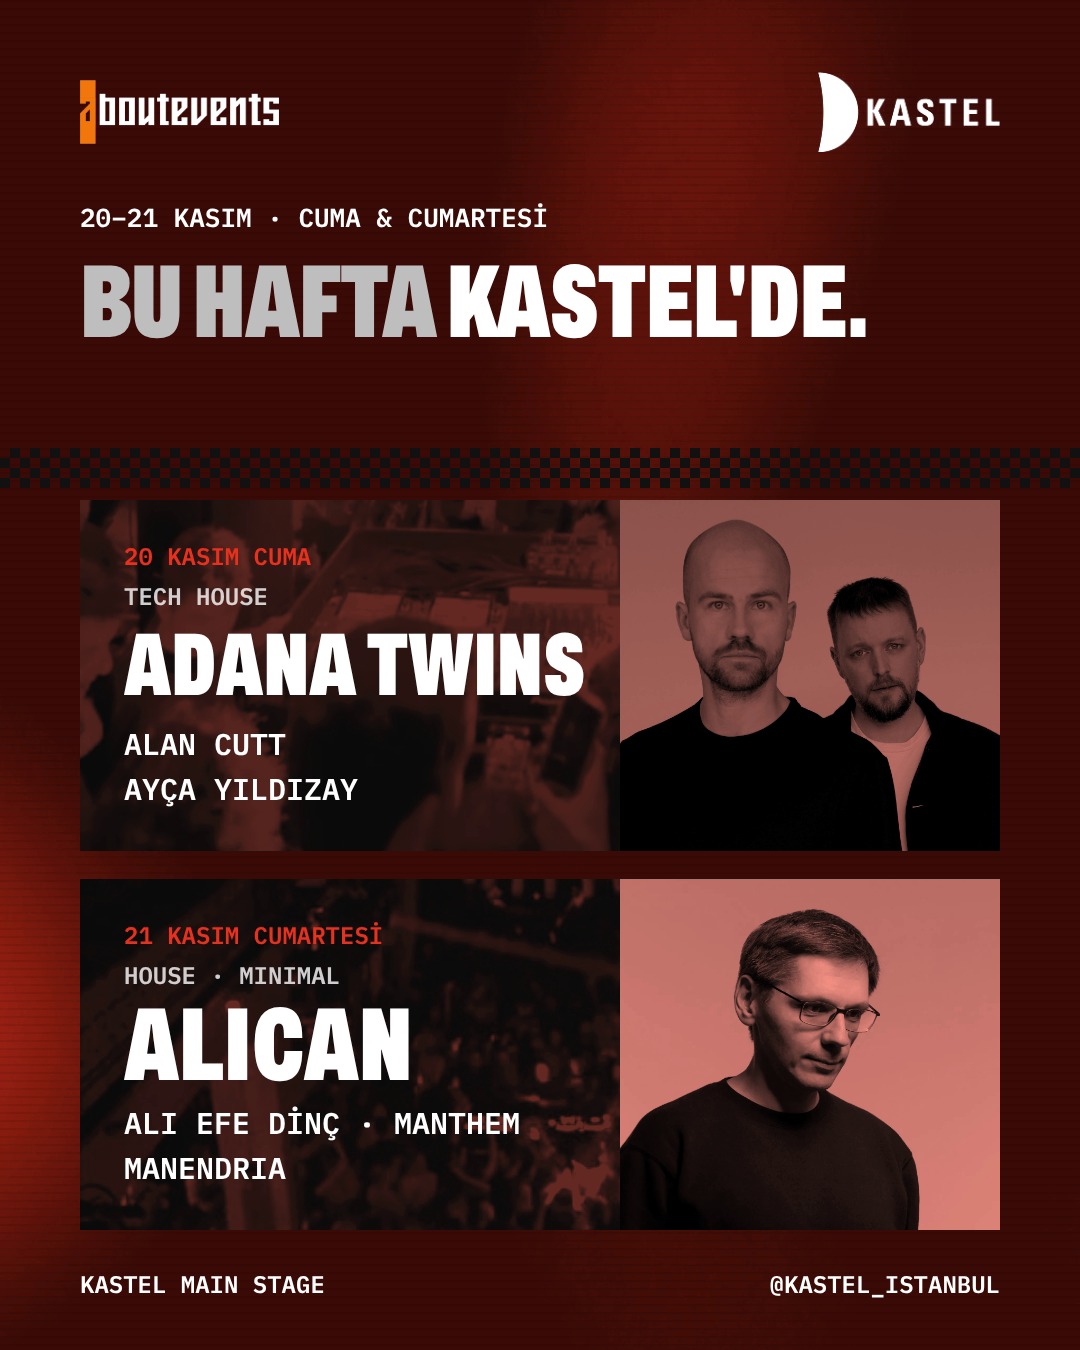 aboutevents
KASTEL
20–21 KASIM · CUMA & CUMARTESİ
BU HAFTA KASTEL'DE.
20 KASIM CUMA
TECH HOUSE
ADANA TWINS
ALAN CUTT
AYÇA YILDIZAY
21 KASIM CUMARTESİ
HOUSE · MINIMAL
ALICAN
ALI EFE DİNÇ · MANTHEM
MANENDRIA
KASTEL MAIN STAGE
@KASTEL_ISTANBUL